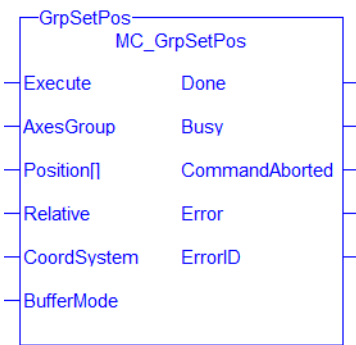 GrpSetPos
MC_GrpSetPos
Execute Done
AxesGroup Busy
Position[] CommandAborted
Relative Error
CoordSystem ErrorID
BufferMode